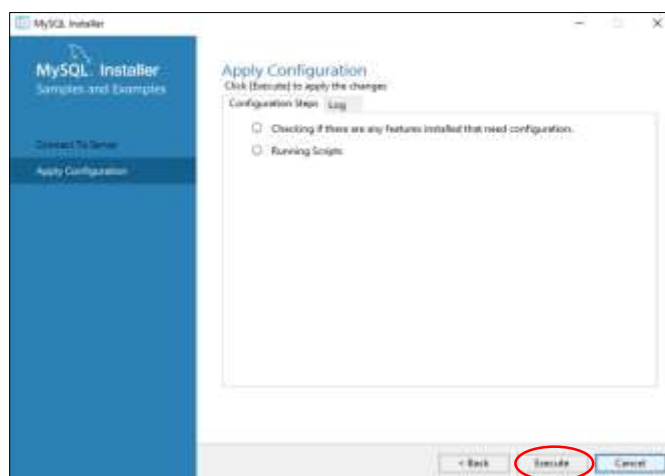 MySQL Installer
MySQL Installer
Samples and Examples
Connect To Server
Apply Configuration
Apply Configuration
Click [Execute] to apply the changes
Configuration Steps Log
Checking if there are any features installed that need configuration.
Running Scripts
< Back Execute Cancel